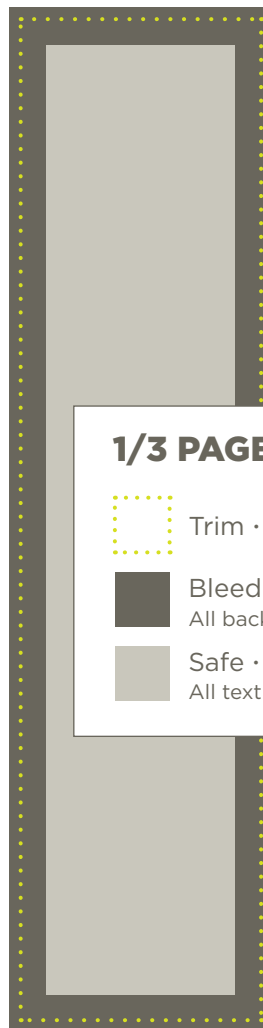 1/3 PAGE
Trim •
Bleed
All back
Safe •
All text